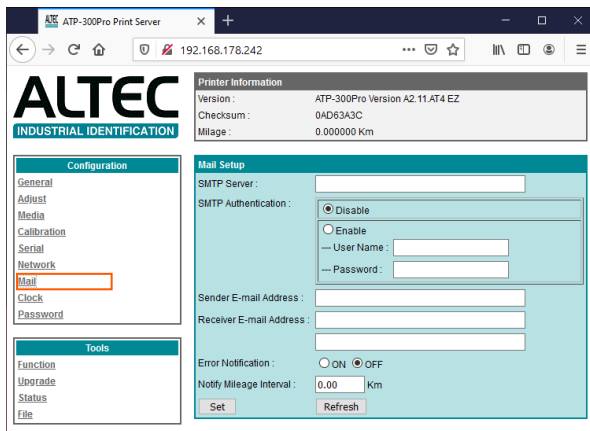 ALTEC ATP-300Pro Print Server
192.168.178.242
ALTEC
INDUSTRIAL IDENTIFICATION
Printer Information
Version : ATP-300Pro Version A2.11.AT4 EZ
Checksum : 0AD63A3C
Milage : 0.000000 Km
Configuration
General
Adjust
Media
Calibration
Serial
Network
Mail
Clock
Password
Tools
Function
Upgrade
Status
File
Mail Setup
SMTP Server :
SMTP Authentication :
Disable
Enable
--- User Name :
--- Password :
Sender E-mail Address :
Receiver E-mail Address :
Error Notification : ON OFF
Notify Mileage Interval : 0.00 Km
Set Refresh